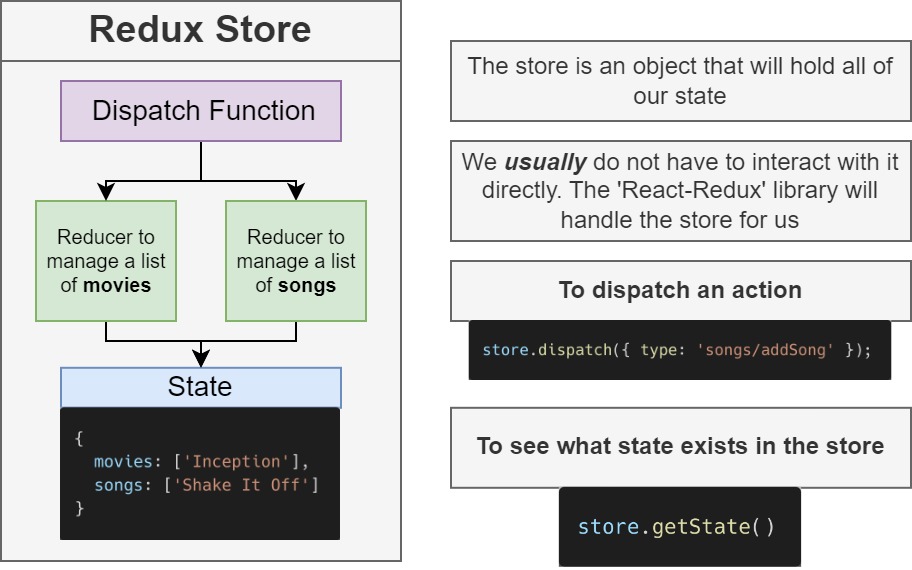 Redux Store
Dispatch Function
Reducer to
manage a list
of movies
Reducer to
manage a list
of songs
State
{
  movies: ['Inception'],
  songs: ['Shake It Off']
}
The store is an object that will hold all of
our state
We usually do not have to interact with it
directly. The 'React-Redux' library will
handle the store for us
To dispatch an action
store.dispatch({ type: 'songs/addSong' });
To see what state exists in the store
store.getState()